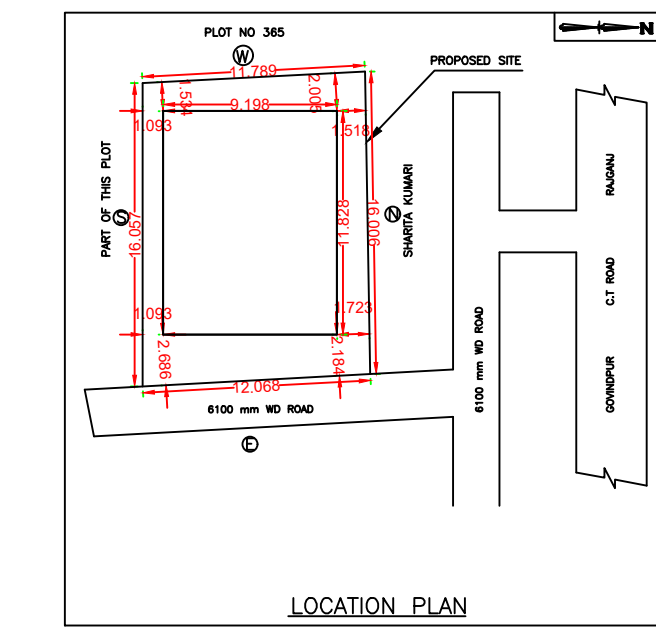 PLOT NO 365
W
N
PROPOSED SITE
11.789
1.534
2.005
9.198
1.093
1.518
PART OF THIS PLOT
S
16.057
11.828
16.006
N
SHARITA KUMARI
1.093
1.723
2.686
2.184
12.068
6100 mm WD ROAD
E
6100 mm WD ROAD
RAJGANJ
C.T ROAD
GOVINDPUR
LOCATION PLAN